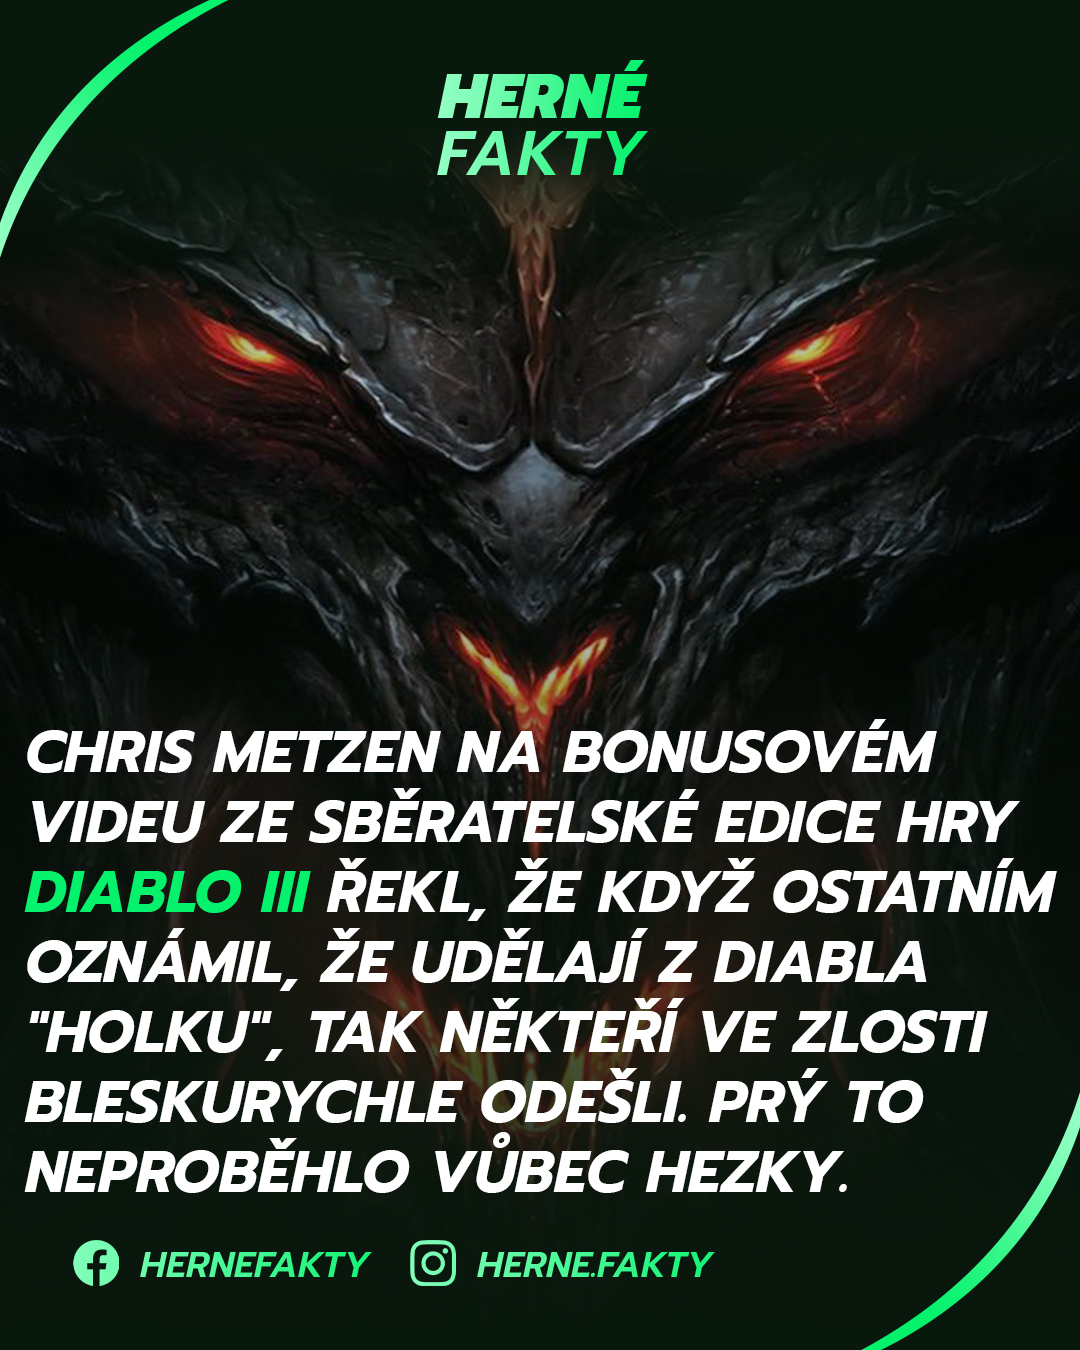 HERNÉ
FAKTY
CHRIS METZEN NA BONUSOVÉM
VIDEU ZE SBĚRATELSKÉ EDICE HRY
DIABLO III ŘEKL, ŽE KDYŽ OSTATNÍM
OZNÁMIL, ŽE UDĚLAJÍ Z DIABLA
"HOLKU", TAK NĚKTEŘÍ VE ZLOSTI
BLESKURYCHLE ODEŠLI. PRÝ TO
NEPROBĚHLO VŮBEC HEZKY.
HERNEFAKTY HERNE.FAKTY